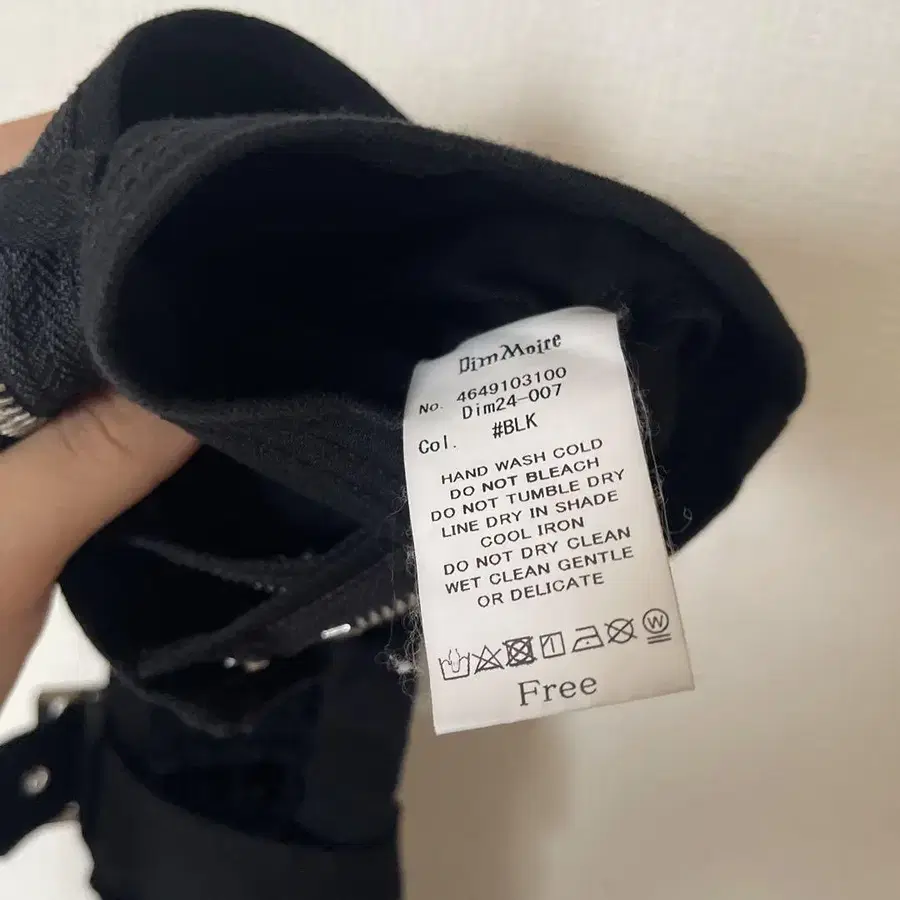 DimMoire
No. 4649103100
Dim24-007
Col. #BLK
HAND WASH COLD
DO NOT BLEACH
DO NOT TUMBLE DRY
LINE DRY IN SHADE
COOL IRON
DO NOT DRY CLEAN
WET CLEAN GENTLE
OR DELICATE
W
Free